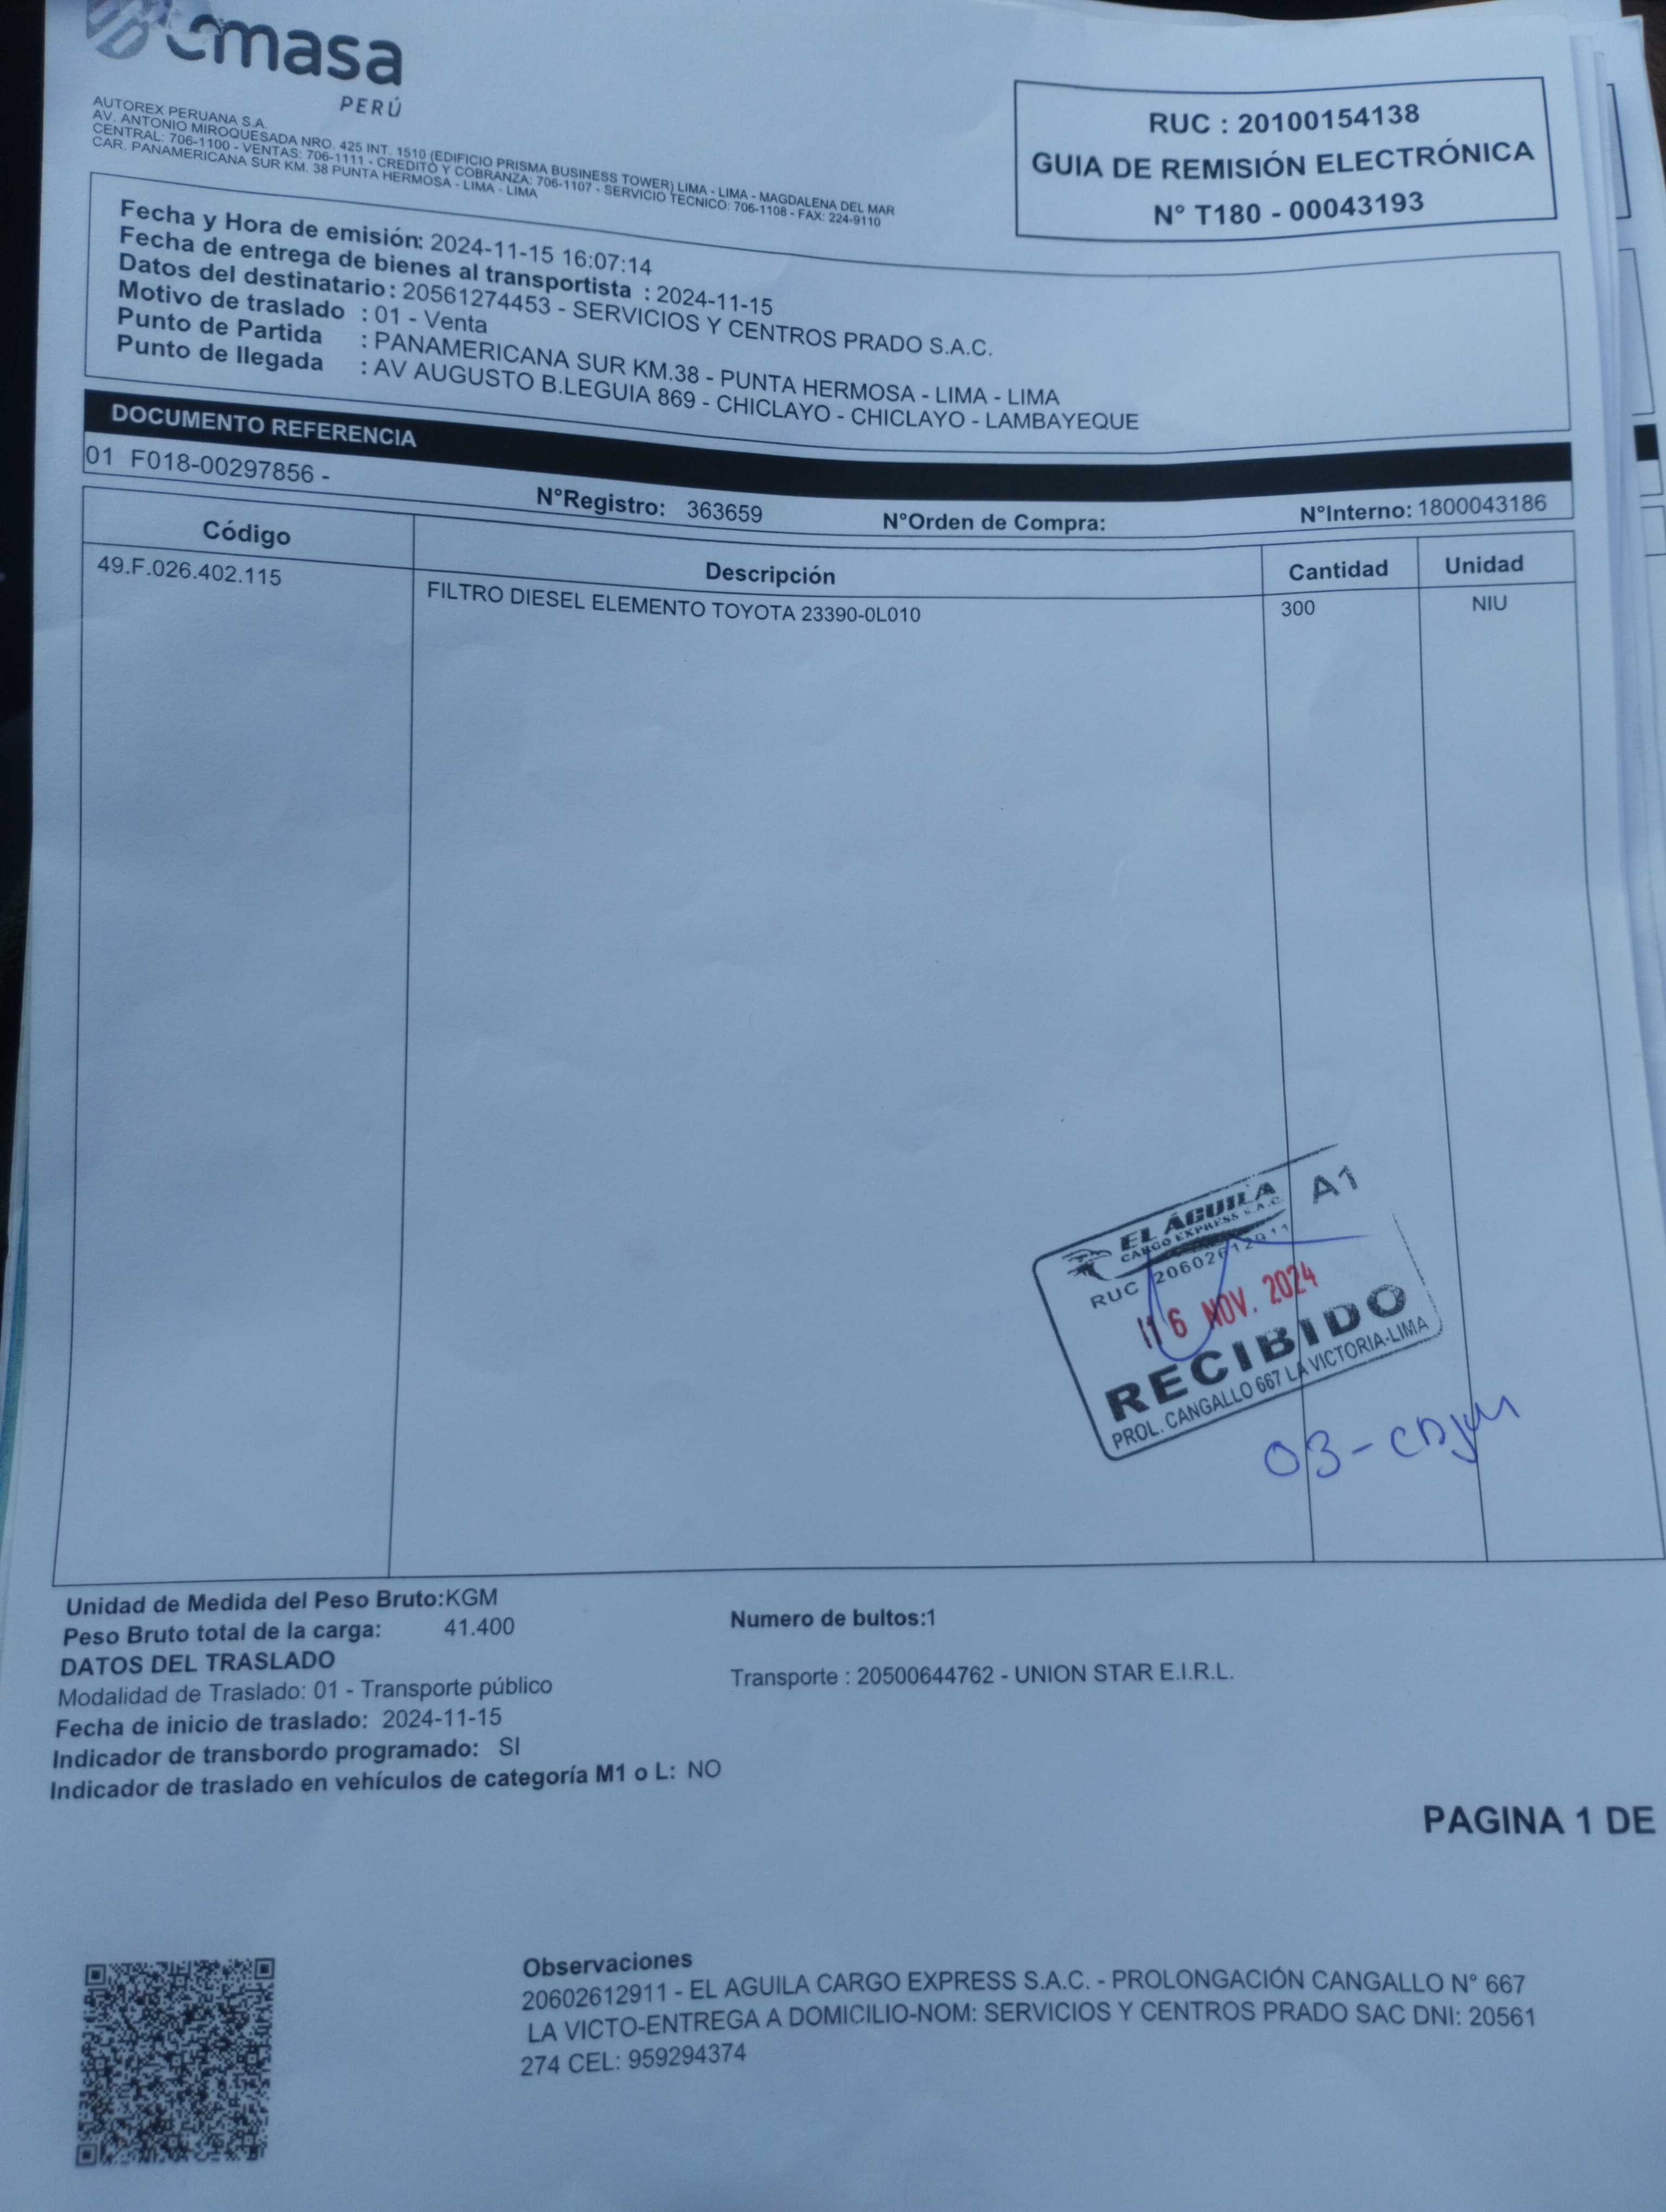 emasa
PERÚ
AUTOREX PERUANA S.A.
AV. ANTONIO MIROQUESADA NRO. 425 INT. 1510 (EDIFICIO PRISMA BUSINESS TOWER) LIMA - LIMA - MAGDALENA DEL MAR
CENTRAL: 706-1100 - VENTAS: 706-1111 - CREDITO Y COBRANZA: 706-1107 - SERVICIO TECNICO: 706-1108 - FAX: 224-9110
CAR. PANAMERICANA SUR KM. 38 PUNTA HERMOSA - LIMA - LIMA
RUC : 20100154138
GUIA DE REMISIÓN ELECTRÓNICA
N° T180 - 00043193
Fecha y Hora de emisión: 2024-11-15 16:07:14
Fecha de entrega de bienes al transportista : 2024-11-15
Datos del destinatario : 20561274453 - SERVICIOS Y CENTROS PRADO S.A.C.
Motivo de traslado : 01 - Venta
Punto de Partida : PANAMERICANA SUR KM.38 - PUNTA HERMOSA - LIMA - LIMA
Punto de llegada : AV AUGUSTO B.LEGUIA 869 - CHICLAYO - CHICLAYO - LAMBAYEQUE
DOCUMENTO REFERENCIA
01 F018-00297856 -
N°Registro: 363659 N°Orden de Compra: N°Interno: 1800043186
Código Descripción Cantidad Unidad
49.F.026.402.115 FILTRO DIESEL ELEMENTO TOYOTA 23390-0L010 300 NIU
EL ÁGUILA A1
CARGO EXPRESS S.A.C.
RUC 20602612911
16 NOV. 2024
RECIBIDO
PROL. CANGALLO 667 LA VICTORIA-LIMA
03 -
Unidad de Medida del Peso Bruto:KGM
Peso Bruto total de la carga: 41.400 Numero de bultos:1
DATOS DEL TRASLADO
Modalidad de Traslado: 01 - Transporte público Transporte : 20500644762 - UNION STAR E.I.R.L.
Fecha de inicio de traslado: 2024-11-15
Indicador de transbordo programado: SI
Indicador de traslado en vehículos de categoría M1 o L: NO
PAGINA 1 DE
Observaciones
20602612911 - EL AGUILA CARGO EXPRESS S.A.C. - PROLONGACIÓN CANGALLO N° 667
LA VICTO-ENTREGA A DOMICILIO-NOM: SERVICIOS Y CENTROS PRADO SAC DNI: 20561
274 CEL: 959294374